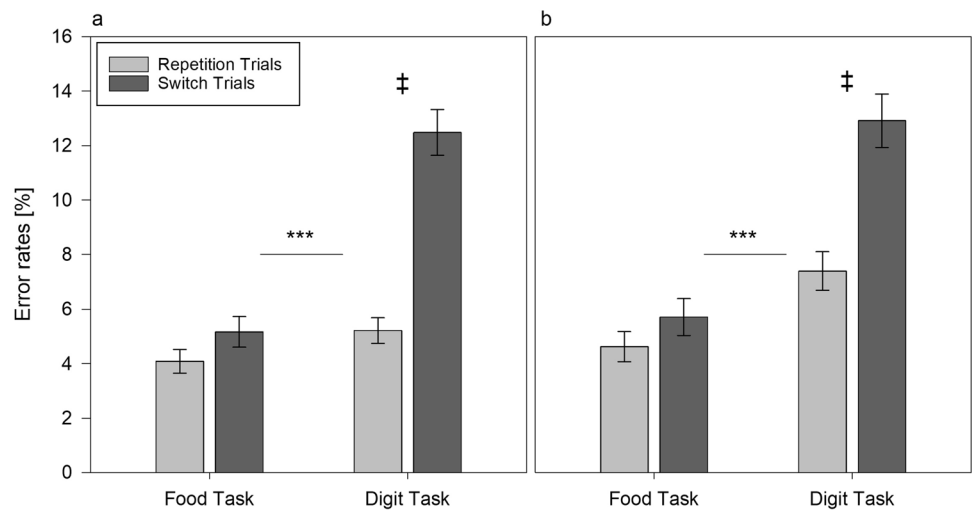 a
b
16
14
12
10
8
6
4
2
0
Error rates [%]
Repetition Trials
Switch Trials
‡
***
‡
***
Food Task
Digit Task
Food Task
Digit Task